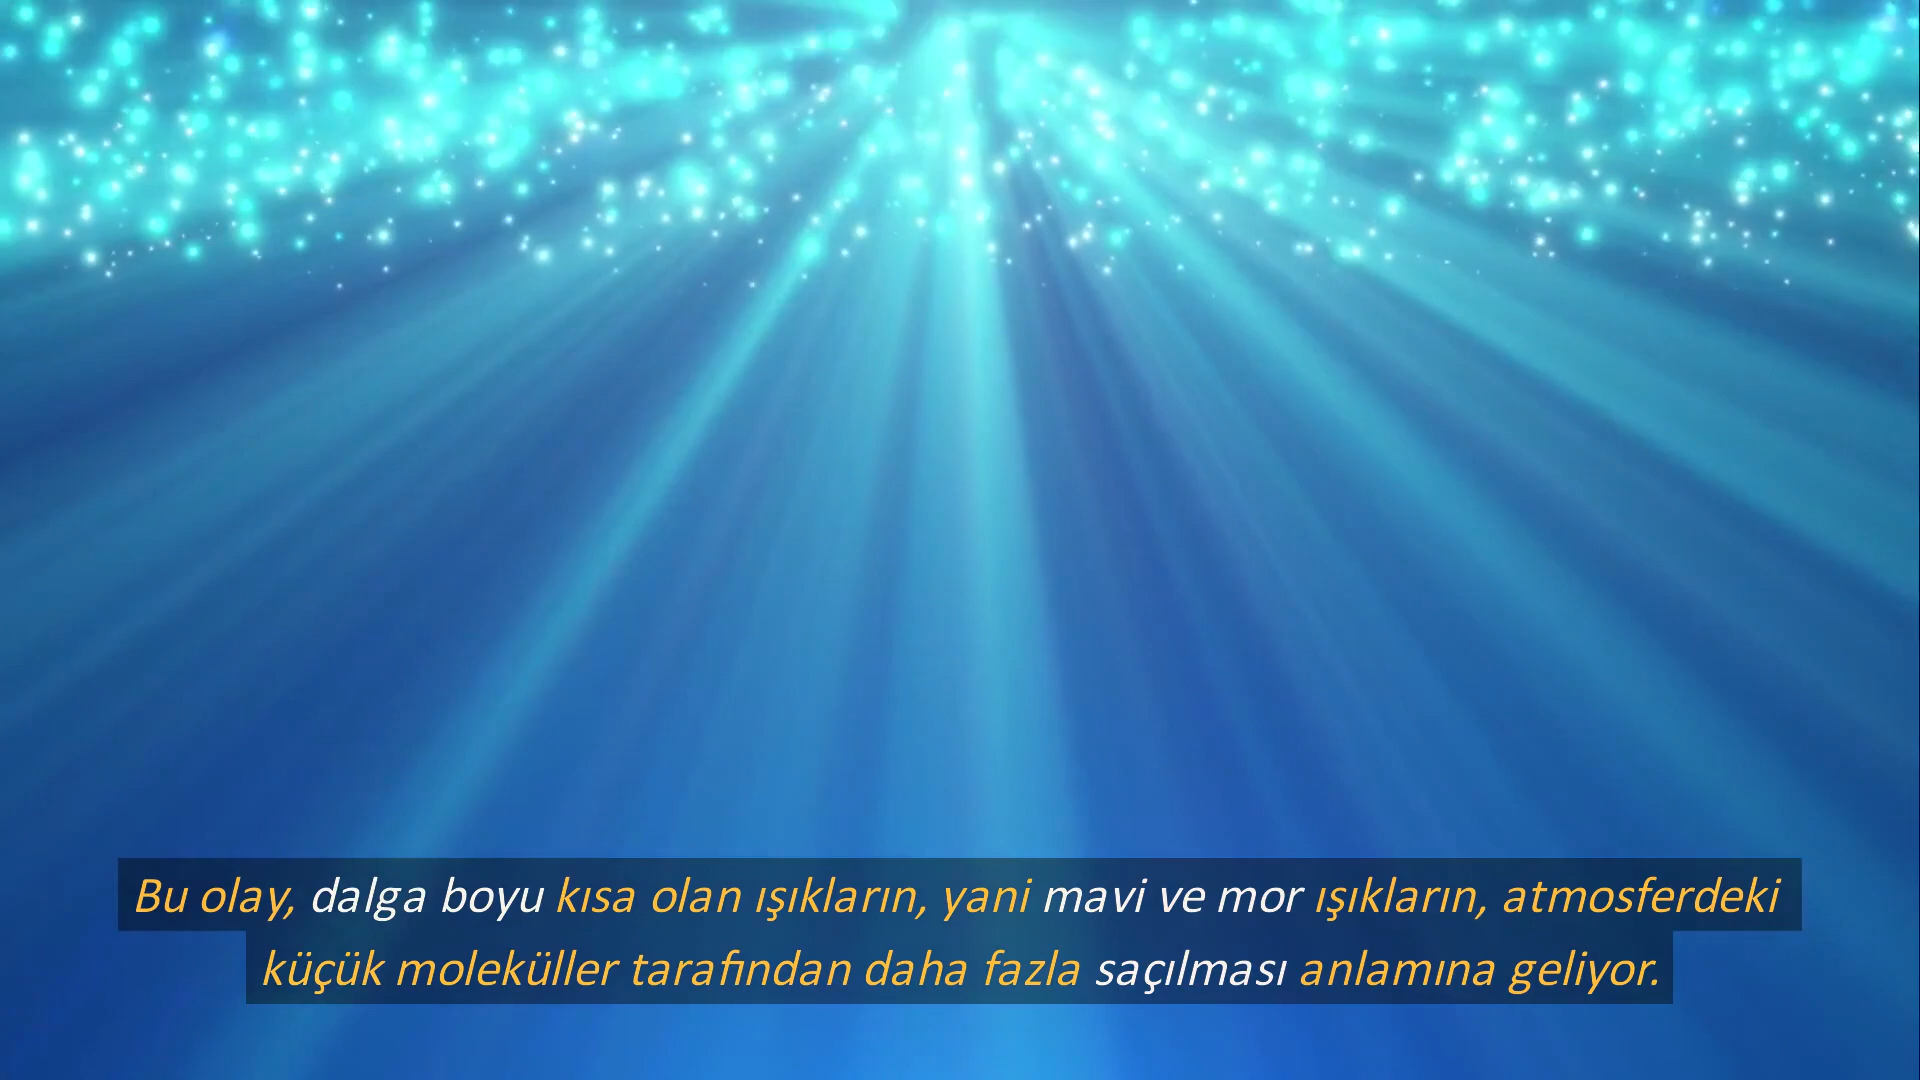 Bu olay, dalga boyu kısa olan ışıkların, yani mavi ve mor ışıkların, atmosferdeki
küçük moleküller tarafından daha fazla saçılması anlamına geliyor.